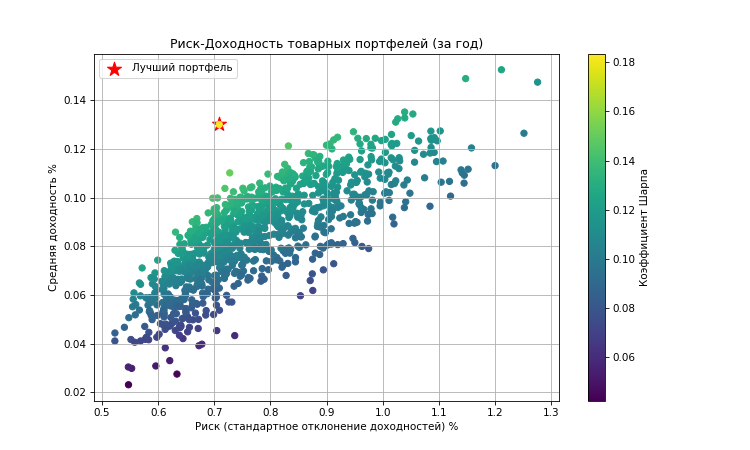 Риск-Доходность товарных портфелей (за год)
Лучший портфель
Средняя доходность %
0.14
0.12
0.10
0.08
0.06
0.04
0.02
0.5 0.6 0.7 0.8 0.9 1.0 1.1 1.2 1.3
Риск (стандартное отклонение доходностей) %
0.18
0.16
0.14
0.12
0.10
0.08
0.06
Коэффициент Шарпа